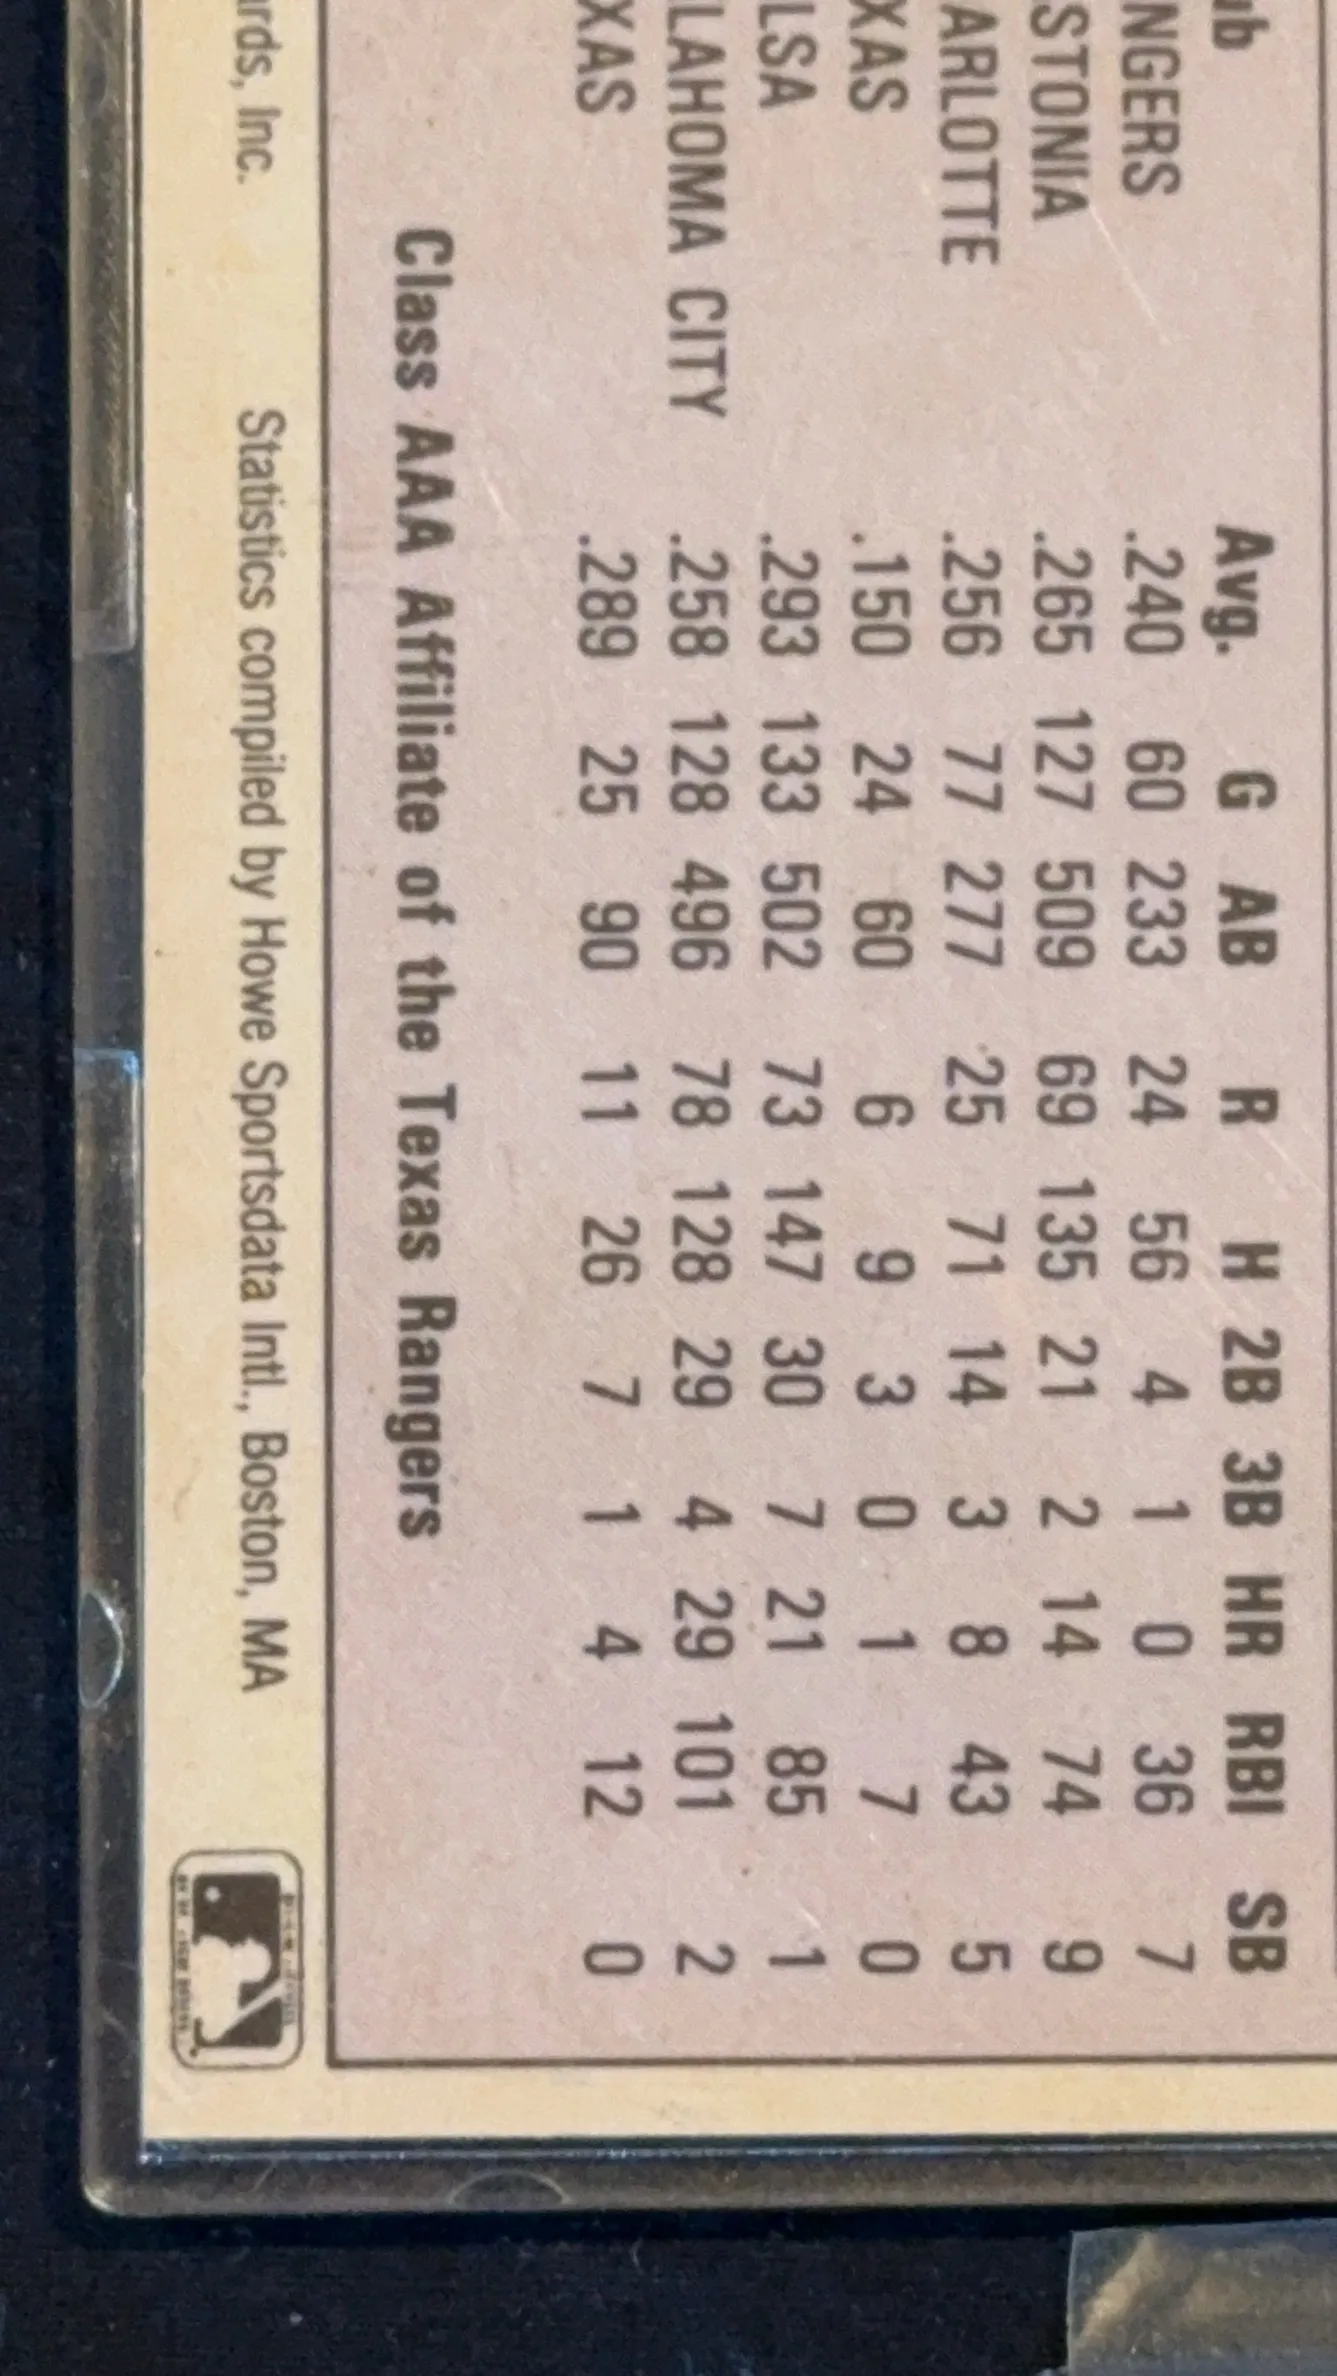 ub Avg. G AB R H 2B 3B HR RBI SB
NGERS .240 60 233 24 56 4 1 0 36 7
STONIA .265 127 509 69 135 21 2 14 74 9
ARLOTTE .256 77 277 25 71 14 3 8 43 5
XAS .150 24 60 6 9 3 0 1 7 0
LSA .293 133 502 73 147 30 7 21 85 1
LAHOMA CITY .258 128 496 78 128 29 4 29 101 2
XAS .289 25 90 11 26 7 1 4 12 0
Class AAA Affiliate of the Texas Rangers
ards, Inc. Statistics compiled by Howe Sportsdata Intl., Boston, MA